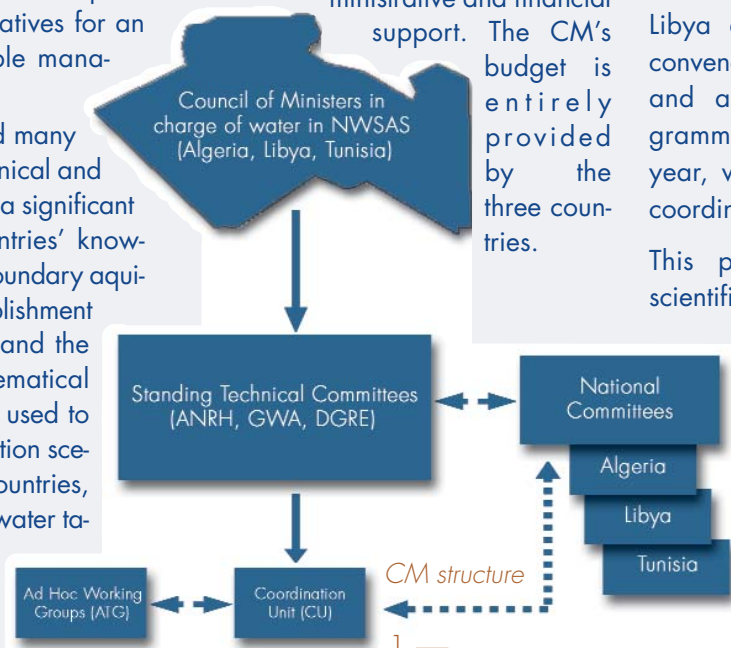 atives for an
ble mana-
d many
nical and
a significant
ntries' know-
oundary aqui-
blishment
and the
ematical
used to
tion sce-
ountries,
water ta-
ministrative and financial
support. The CM's
budget is
entirely
provided
by the
three coun-
tries.
Libya
conven
and a
gramm
year, v
coordin
This p
scientifi
Council of Ministers in
charge of water in NWSAS
(Algeria, Libya, Tunisia)
Standing Technical Committees
(ANRH, GWA, DGRE)
National
Committees
Algeria
Libya
Tunisia
Ad Hoc Working
Groups (ATG)
Coordination
Unit (CU)
CM structure
1